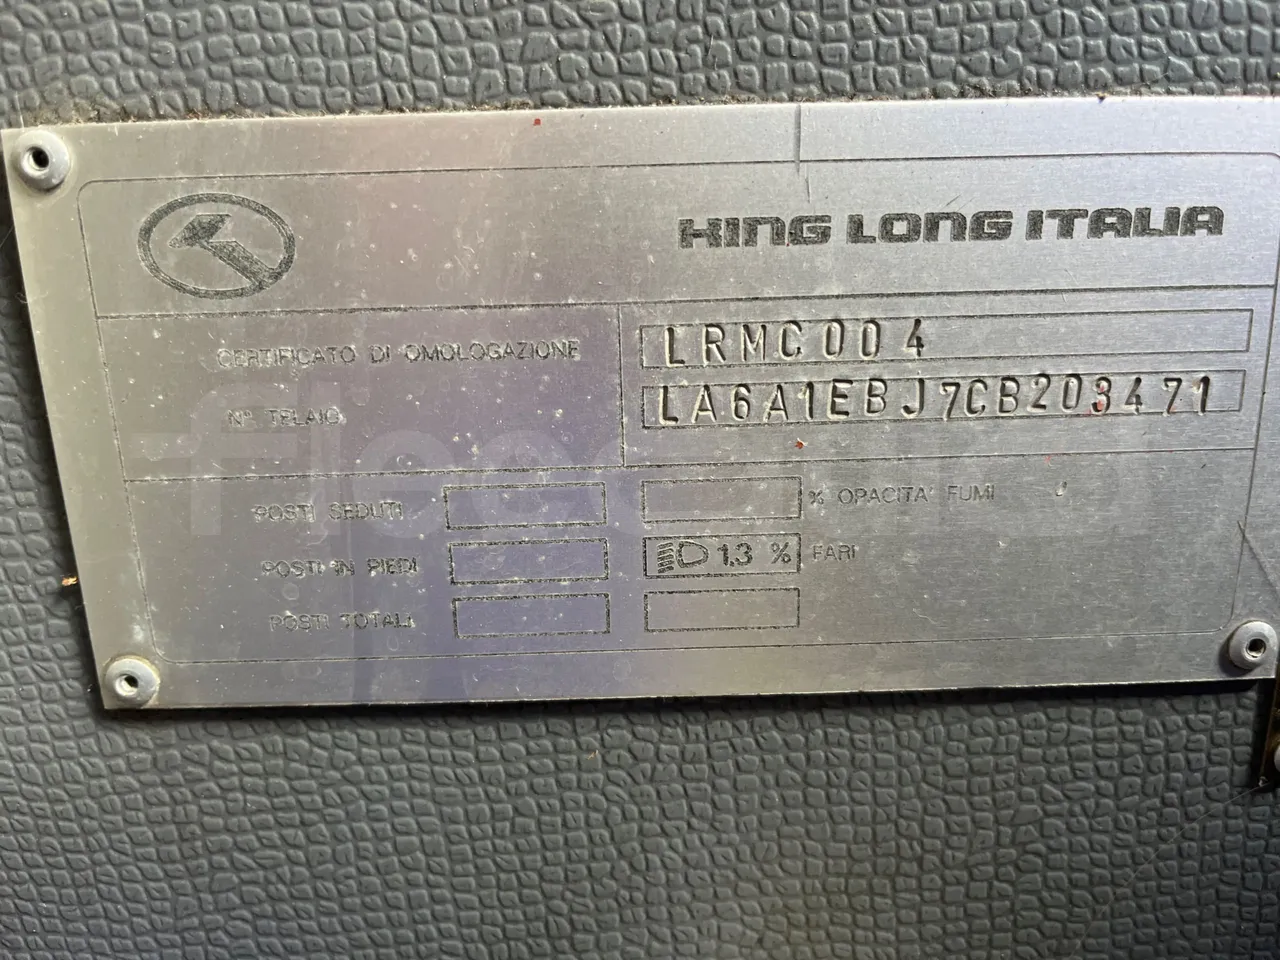 KING LONG ITALIA
CERTIFICATO DI OMOLOGAZIONE LRMC004
N° TELAIO LA6A1EBJ7CB203471
POSTI SEDUTI % OPACITA' FUMI
POSTI IN PIEDI 1.3 % FARI
POSTI TOTALI